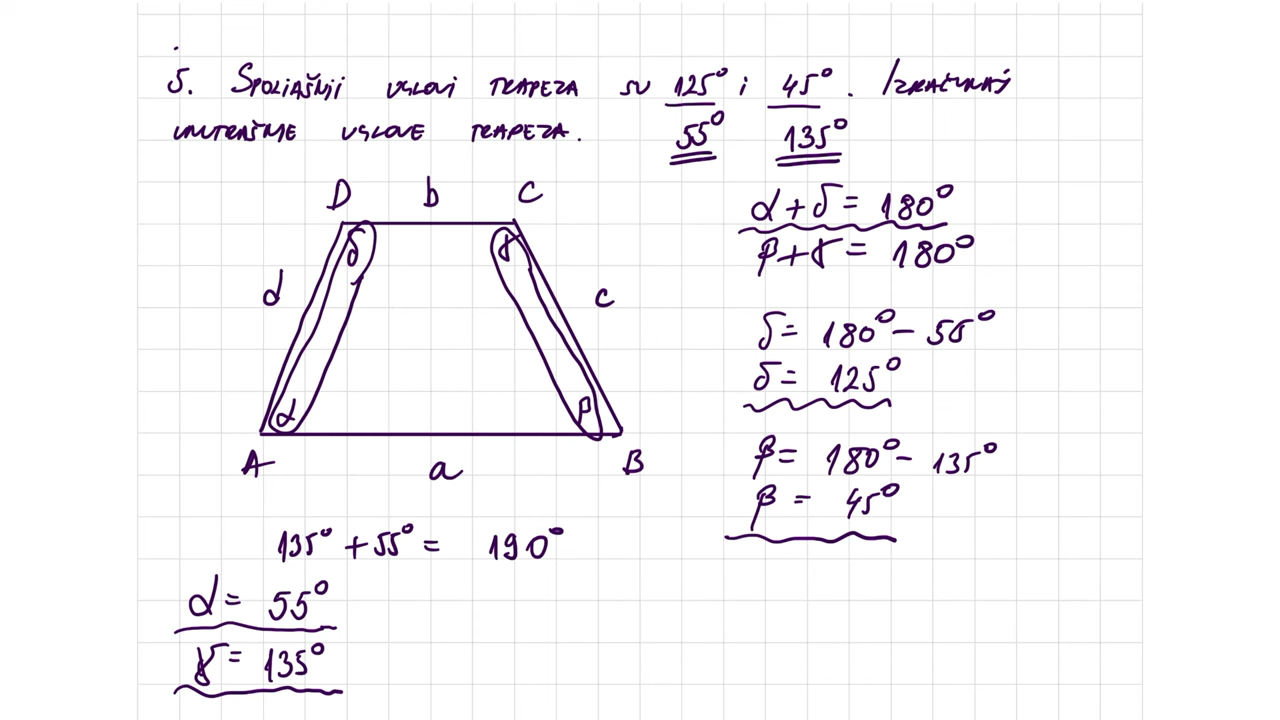 5. SPOLJAŠNJI UGLOVI TRAPEZA SU 125° i 45°. IZRAČUNAJ
UNUTRAŠNJE UGLOVE TRAPEZA. 55° 135°
D b C
α + δ = 180°
β + γ = 180°
δ γ
d c
δ = 180° - 55°
δ = 125°
α β
A a B
β = 180° - 135°
β = 45°
135° + 55° = 190°
α = 55°
γ = 135°